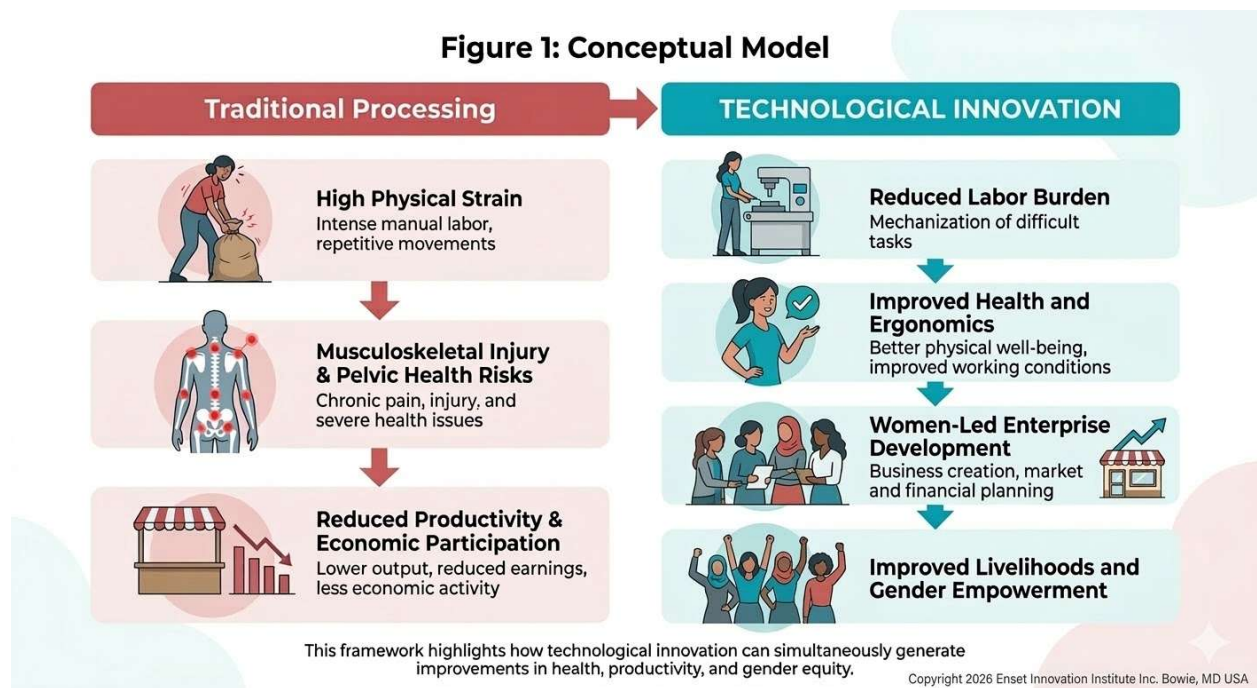 Figure 1: Conceptual Model
Traditional Processing
High Physical Strain
Intense manual labor,
repetitive movements
Musculoskeletal Injury
& Pelvic Health Risks
Chronic pain, injury, and
severe health issues
Reduced Productivity &
Economic Participation
Lower output, reduced earnings,
less economic activity
TECHNOLOGICAL INNOVATION
Reduced Labor Burden
Mechanization of difficult
tasks
Improved Health and
Ergonomics
Better physical well-being,
improved working conditions
Women-Led Enterprise
Development
Business creation, market
and financial planning
Improved Livelihoods and
Gender Empowerment
This framework highlights how technological innovation can simultaneously generate
improvements in health, productivity, and gender equity.
Copyright 2026 Enset Innovation Institute Inc. Bowie, MD USA